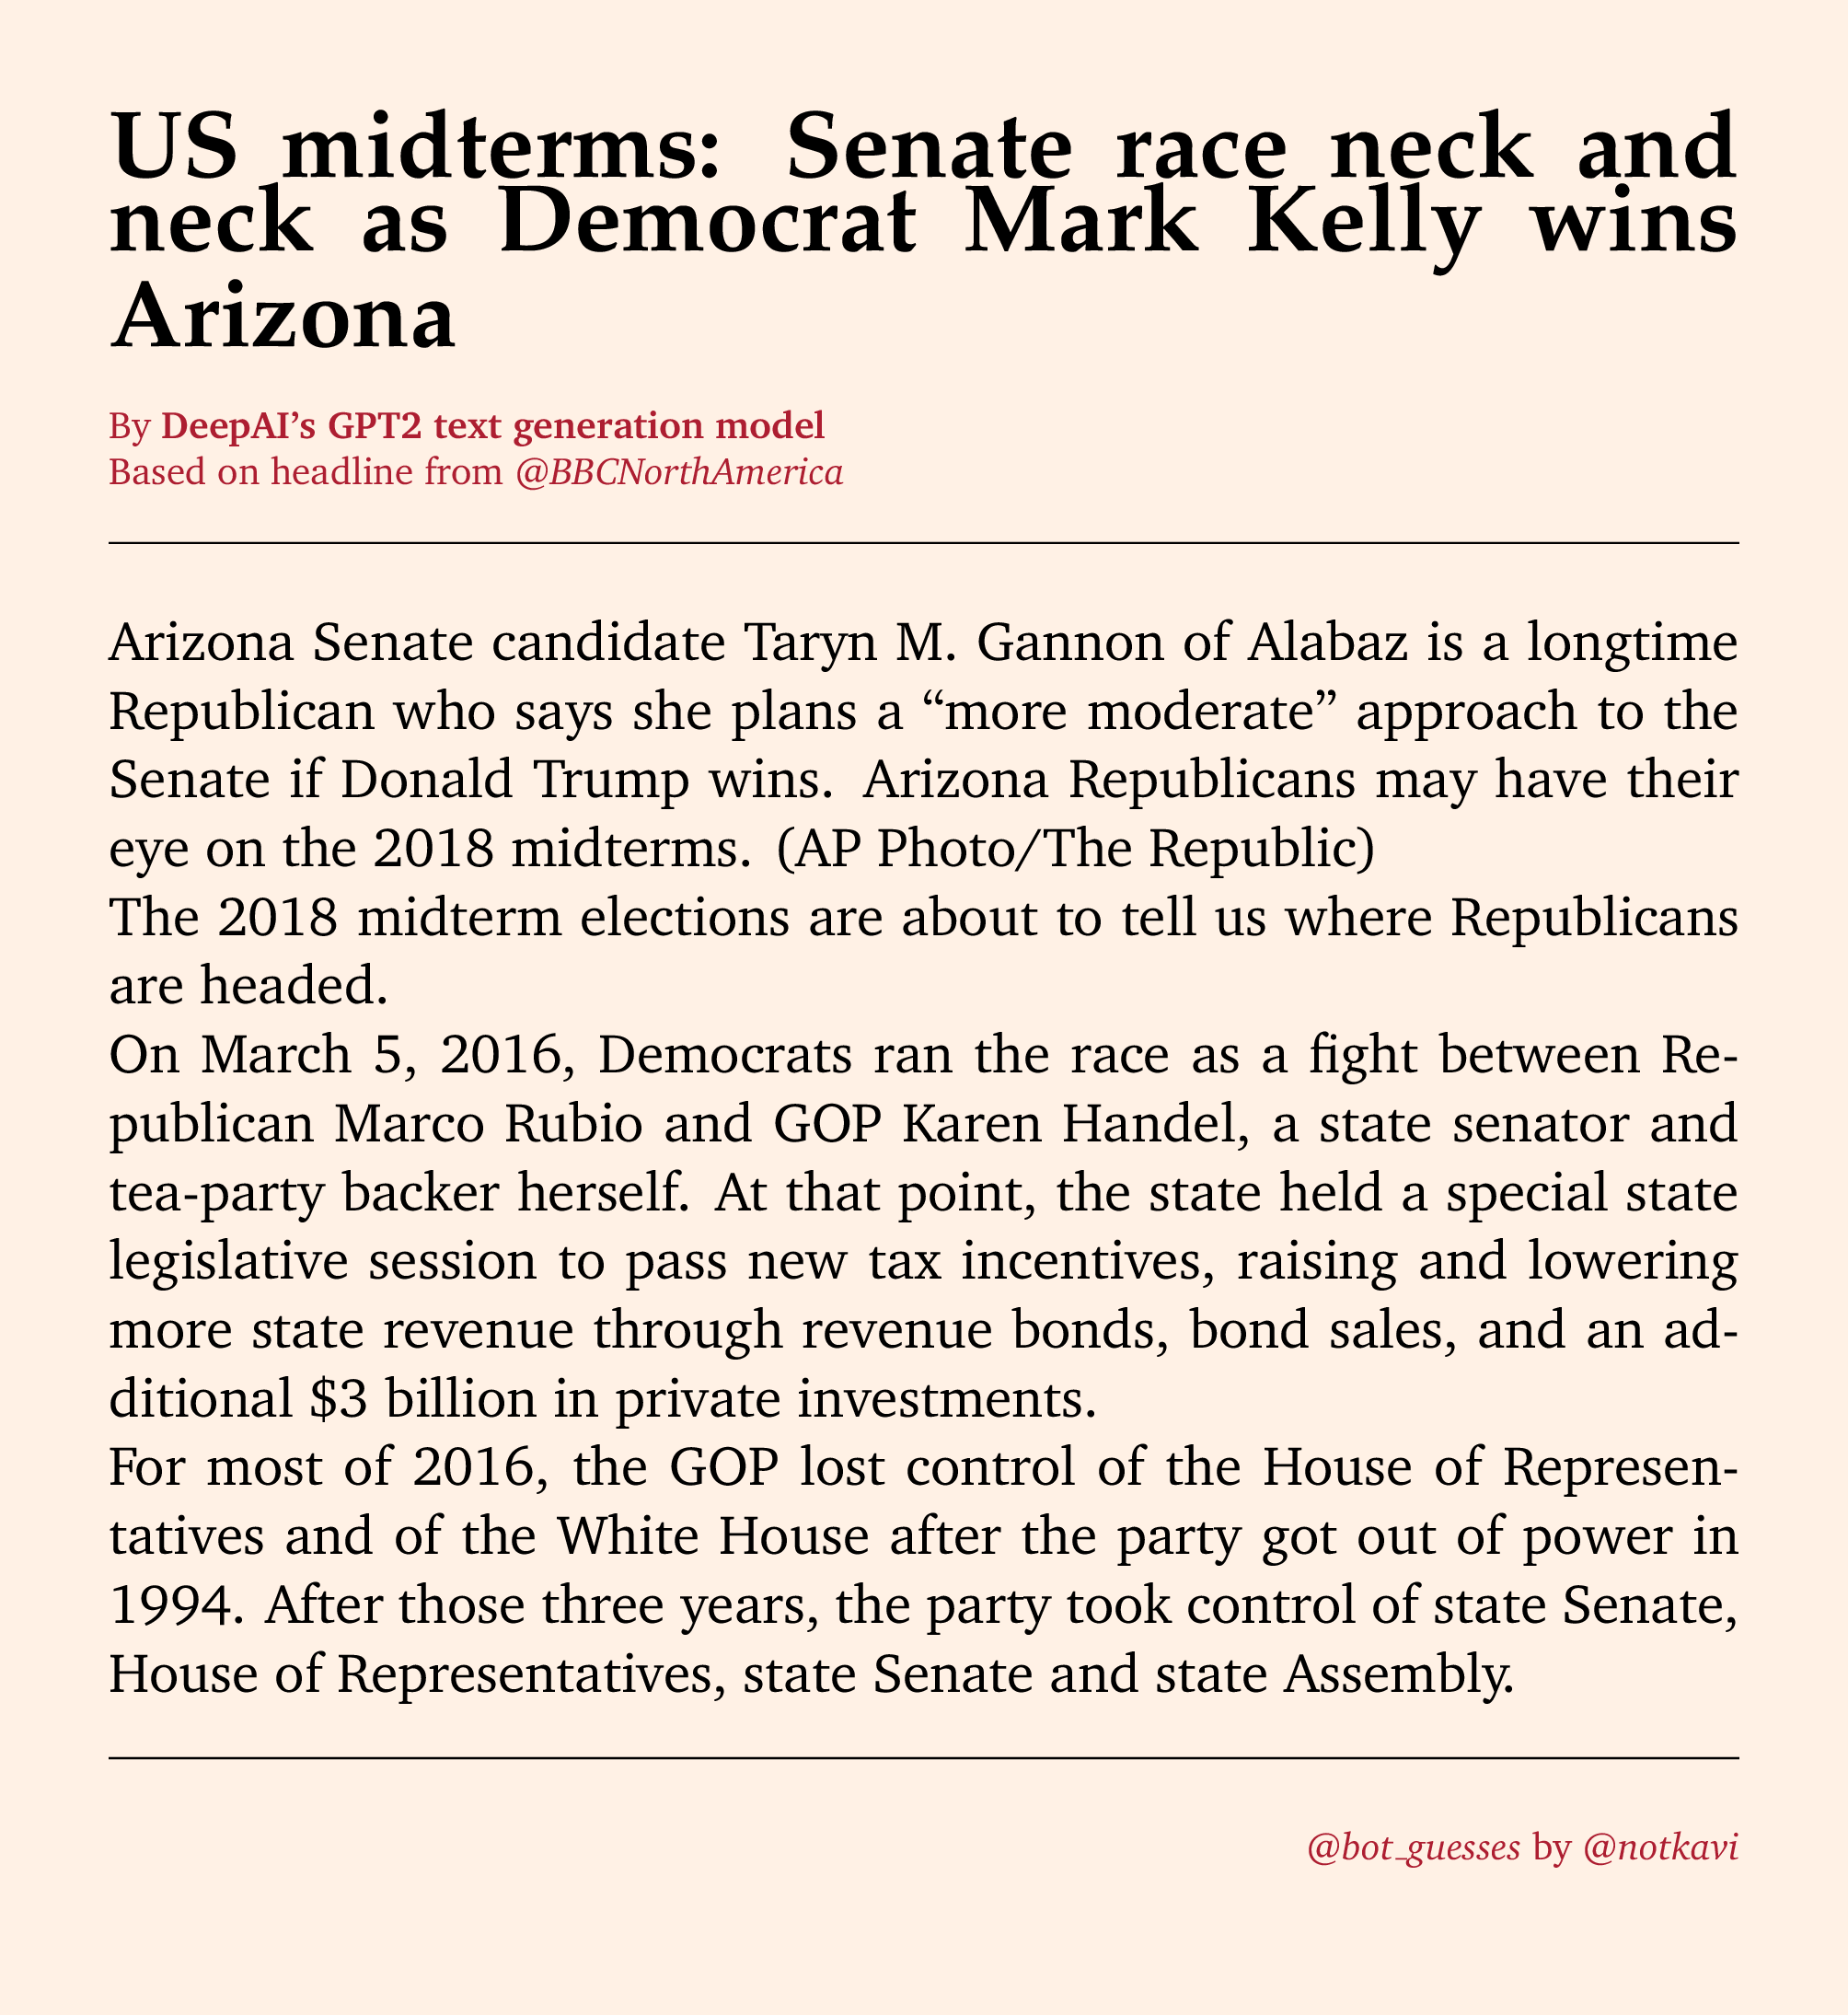 US midterms: Senate race neck and
neck as Democrat Mark Kelly wins
Arizona
By DeepAI’s GPT2 text generation model
Based on headline from @BBCNorthAmerica
Arizona Senate candidate Taryn M. Gannon of Alabaz is a longtime
Republican who says she plans a “more moderate” approach to the
Senate if Donald Trump wins. Arizona Republicans may have their
eye on the 2018 midterms. (AP Photo/The Republic)
The 2018 midterm elections are about to tell us where Republicans
are headed.
On March 5, 2016, Democrats ran the race as a fight between Re-
publican Marco Rubio and GOP Karen Handel, a state senator and
tea-party backer herself. At that point, the state held a special state
legislative session to pass new tax incentives, raising and lowering
more state revenue through revenue bonds, bond sales, and an ad-
ditional $3 billion in private investments.
For most of 2016, the GOP lost control of the House of Represen-
tatives and of the White House after the party got out of power in
1994. After those three years, the party took control of state Senate,
House of Representatives, state Senate and state Assembly.
@bot_guesses by @notkavi